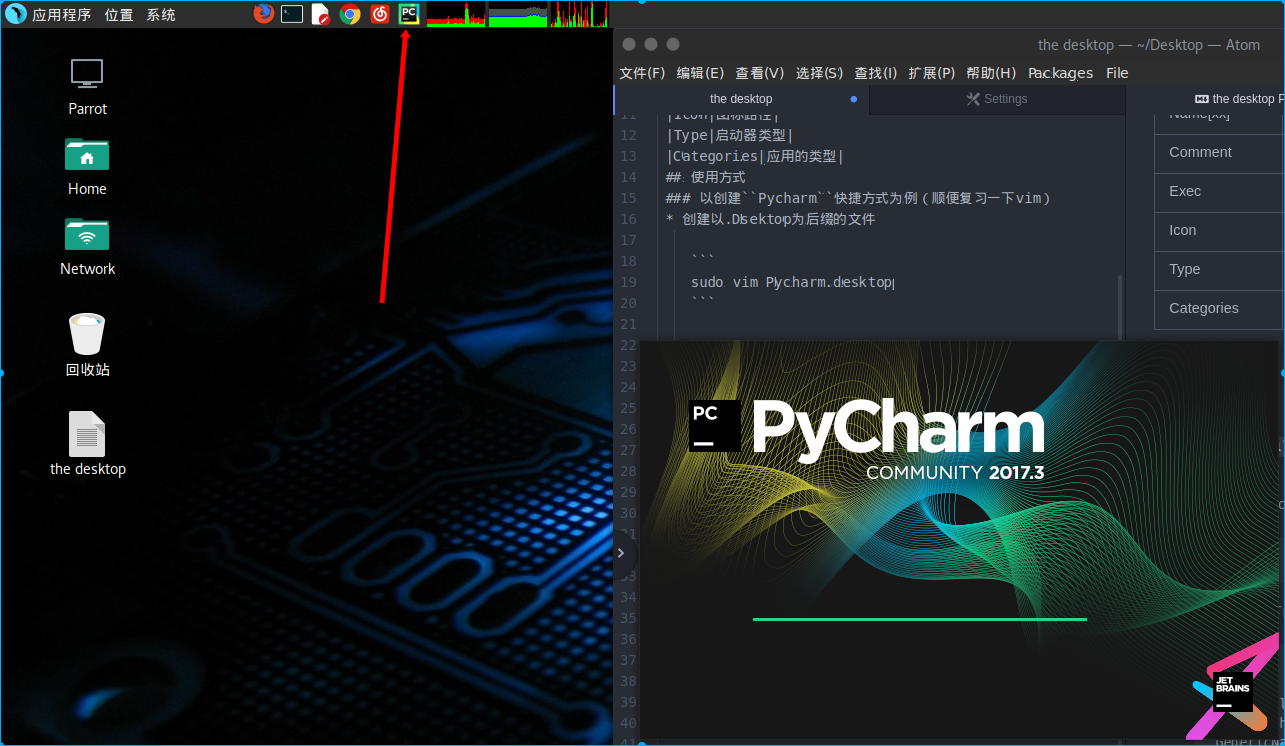 应用程序 位置 系统
PC
Parrot
Home
Network
回收站
the desktop
the desktop — ~/Desktop — Atom
文件(F) 编辑(E) 查看(V) 选择(S) 查找(I) 扩展(P) 帮助(H) Packages File
the desktop
Settings
the desktop P
11 |Icon|图标路径|
12 |Type|启动器类型|
13 |Categories|应用的类型|
14 ## 使用方式
15 ### 以创建``Pycharm``快捷方式为例（顺便复习一下vim）
16 * 创建以.Dsektop为后缀的文件
17
18 ```
19 sudo vim Pycharm.desktop
20 ```
21
22
23
24
25
26
27
28
29
30
31
33
34
35
36
37
38
39
40
41
Name[xx]
Comment
Exec
Icon
Type
Categories
PC
PyCharm
COMMUNITY 2017.3
JET
BRAINS